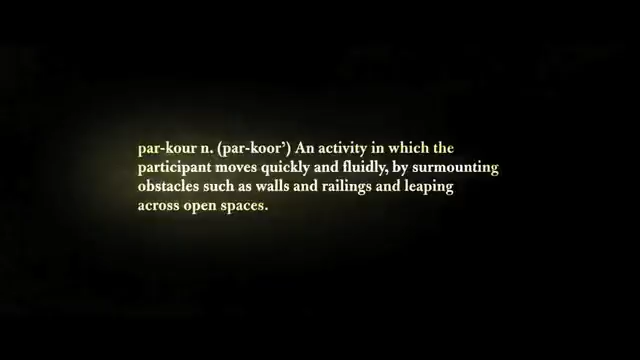 par-kour n. (par-koor’) An activity in which the
participant moves quickly and fluidly, by surmounting
obstacles such as walls and railings and leaping
across open spaces.